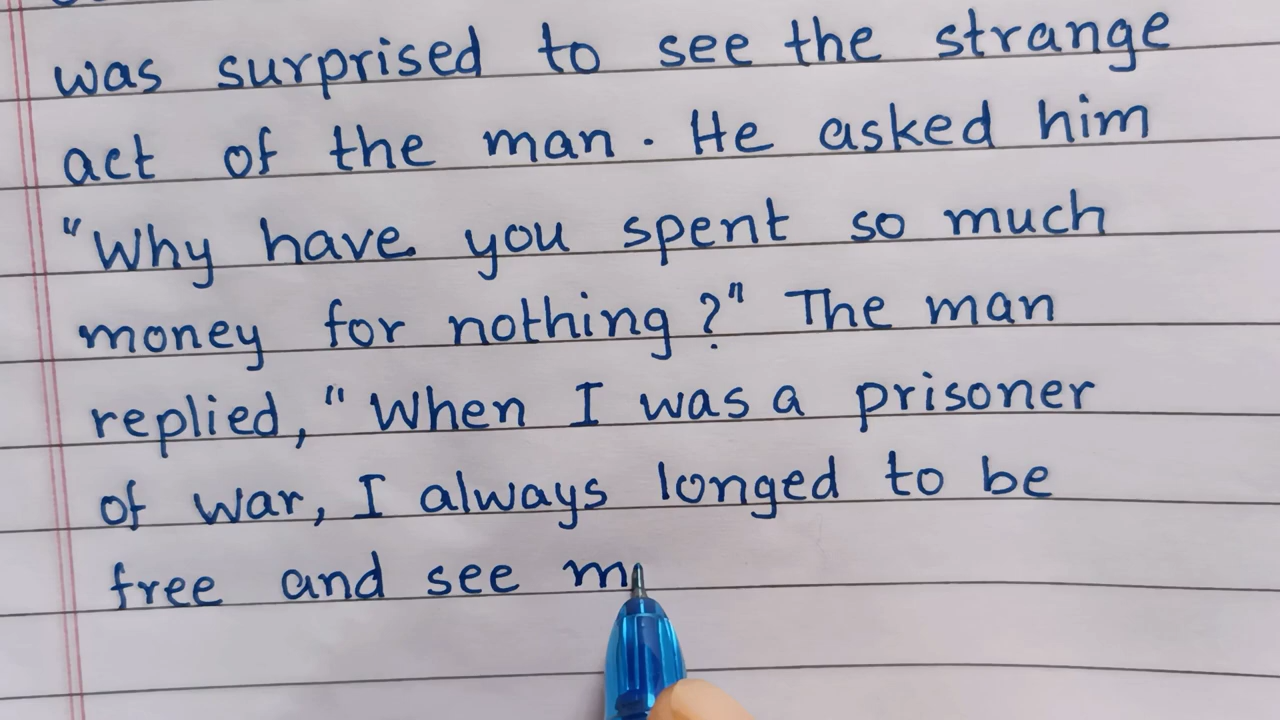 was surprised to see the strange
act of the man. He asked him
"Why have you spent so much
money for nothing?" The man
replied, "When I was a prisoner
of war, I always longed to be
free and see m